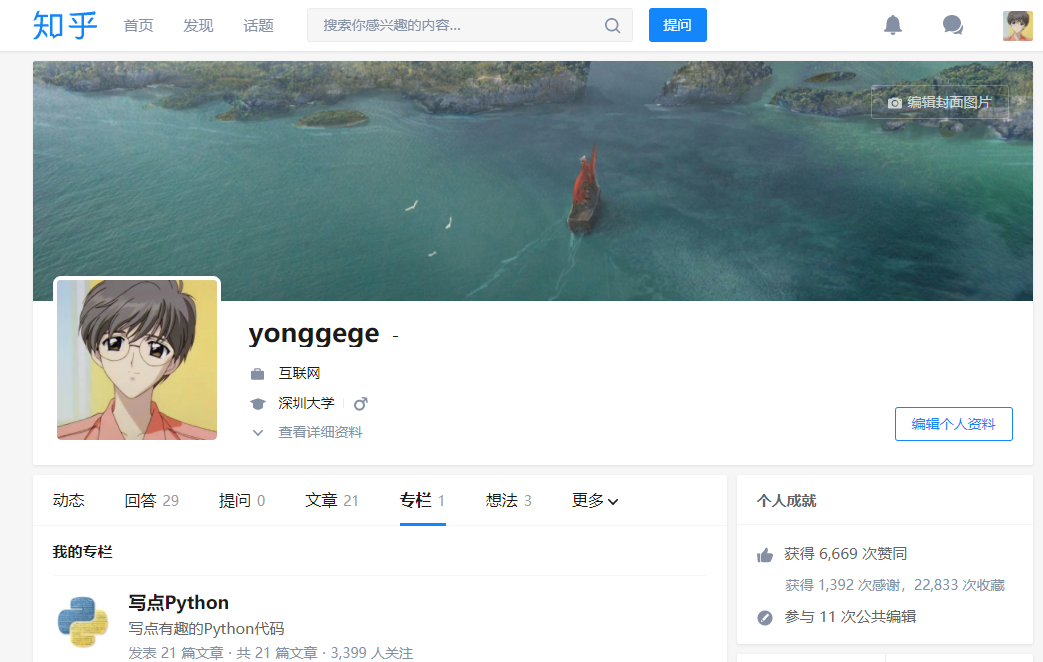 知乎 首页 发现 话题 搜索你感兴趣的内容... 提问
编辑封面图片
yonggege -
互联网
深圳大学
查看详细资料
编辑个人资料
动态 回答 29 提问 0 文章 21 专栏 1 想法 3 更多
我的专栏
写点Python
写点有趣的Python代码
发表 21 篇文章 · 共 21 篇文章 · 3,399 人关注
个人成就
获得 6,669 次赞同
获得 1,392 次感谢，22,833 次收藏
参与 11 次公共编辑